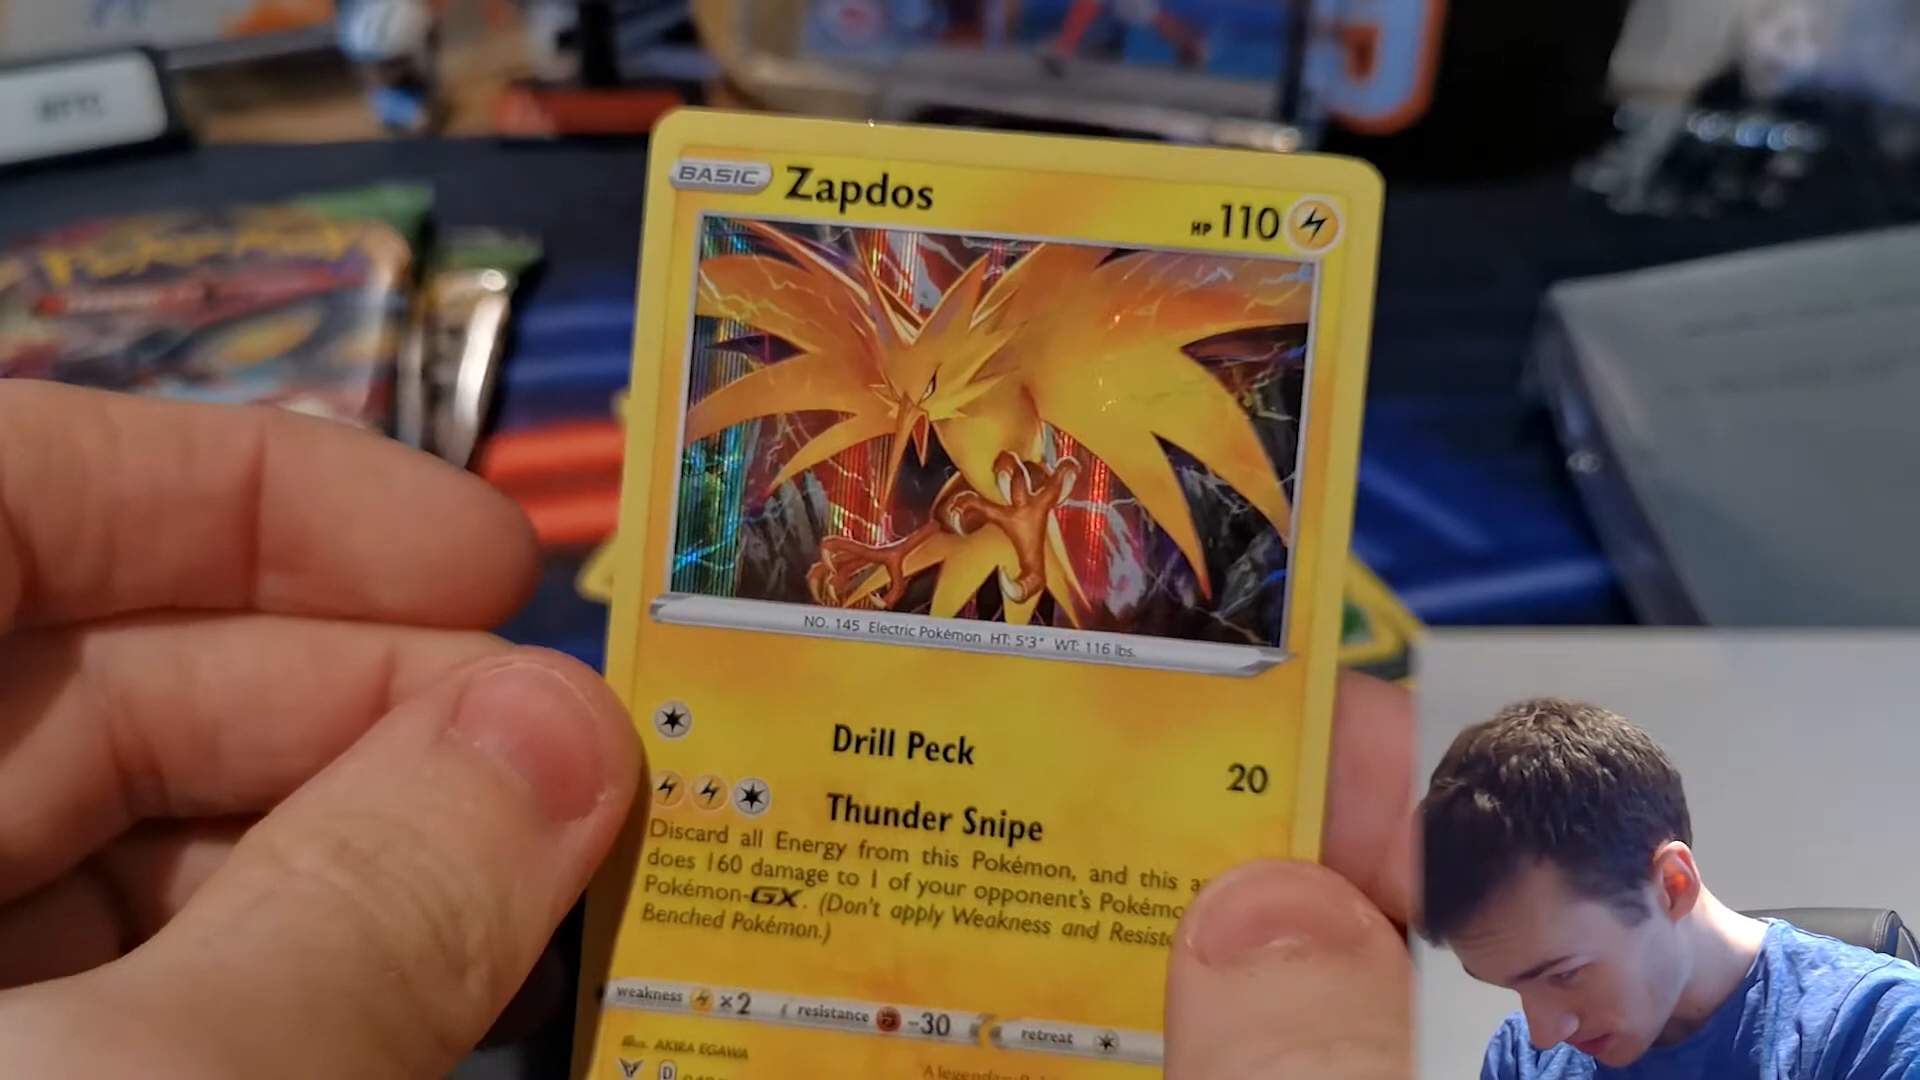 Pokémon
BASIC Zapdos HP 110
NO. 145 Electric Pokémon HT: 5'3" WT: 116 lbs.
Drill Peck 20
Thunder Snipe
Discard all Energy from this Pokémon, and this
does 160 damage to 1 of your opponent's
Pokémon-GX. (Don't apply Weakness and
Benched Pokémon.)
weakness ×2 resistance -30 retreat
Illus. AKIRA EGAWA
D
A legendary